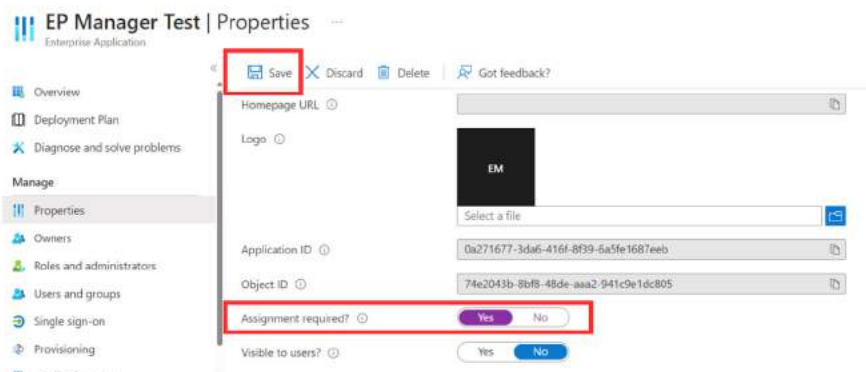 EP Manager Test | Properties ...
Enterprise Application
«
Save
Discard
Delete
Got feedback?
Overview
Deployment Plan
Diagnose and solve problems
Manage
Properties
Owners
Roles and administrators
Users and groups
Single sign-on
Provisioning
Homepage URL
Logo
EM
Select a file
Application ID
0a271677-3da6-416f-8f39-6a5fe1687eeb
Object ID
74e2043b-8bf8-48de-aaa2-941c9e1dc805
Assignment required?
Yes No
Visible to users?
Yes No